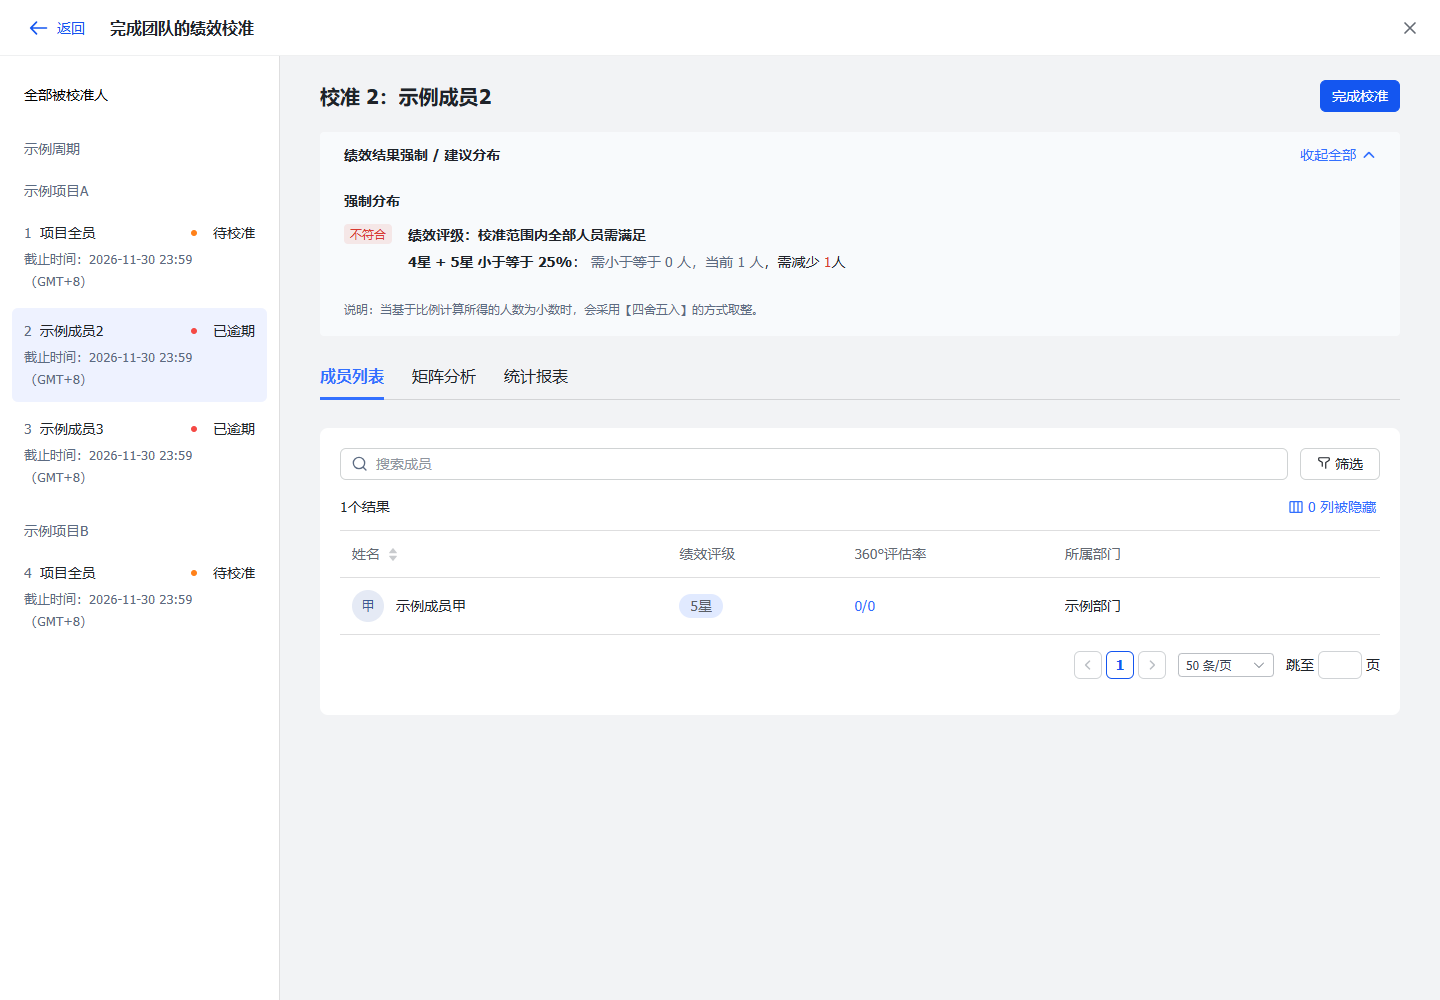 返回 完成团队的绩效校准
全部被校准人
示例周期
示例项目A
1 项目全员 待校准
截止时间：2026-11-30 23:59
（GMT+8）
2 示例成员2 已逾期
截止时间：2026-11-30 23:59
（GMT+8）
3 示例成员3 已逾期
截止时间：2026-11-30 23:59
（GMT+8）
示例项目B
4 项目全员 待校准
截止时间：2026-11-30 23:59
（GMT+8）
校准 2：示例成员2 完成校准
绩效结果强制 / 建议分布 收起全部
强制分布
不符合 绩效评级：校准范围内全部人员需满足
4星 + 5星 小于等于 25%： 需小于等于 0 人，当前 1 人，需减少 1人
说明：当基于比例计算所得的人数为小数时，会采用【四舍五入】的方式取整。
成员列表 矩阵分析 统计报表
搜索成员 筛选
1个结果 0 列被隐藏
姓名 绩效评级 360°评估率 所属部门
甲 示例成员甲 5星 0/0 示例部门
1 50 条/页 跳至 页